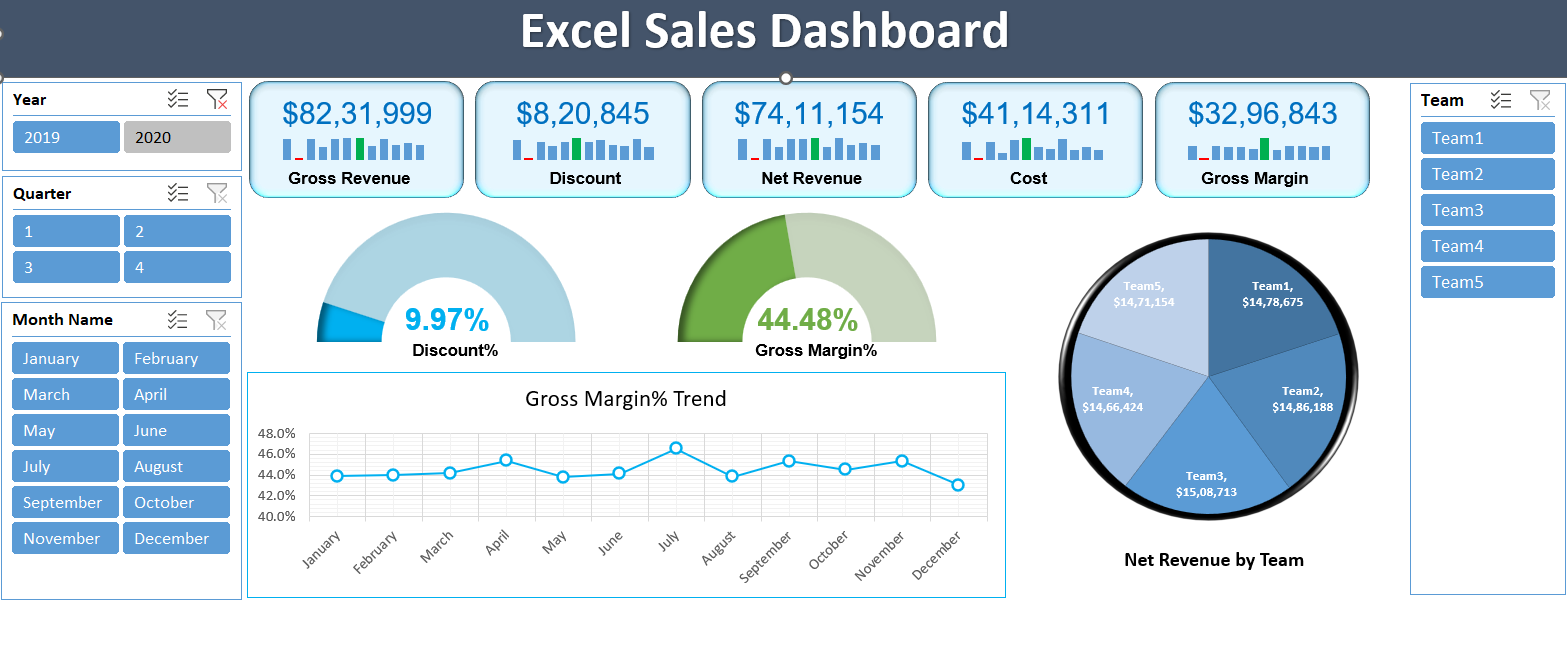 Excel Sales Dashboard
Year
2019 2020
Quarter
1 2
3 4
Month Name
January February
March April
May June
July August
September October
November December
$82,31,999
Gross Revenue
$8,20,845
Discount
$74,11,154
Net Revenue
$41,14,311
Cost
$32,96,843
Gross Margin
9.97%
Discount%
44.48%
Gross Margin%
Gross Margin% Trend
48.0%
46.0%
44.0%
42.0%
40.0%
January
February
March
April
May
June
July
August
September
October
November
December
Team1,
$14,78,675
Team2,
$14,86,188
Team3,
$15,08,713
Team4,
$14,66,424
Team5,
$14,71,154
Net Revenue by Team
Team
Team1
Team2
Team3
Team4
Team5